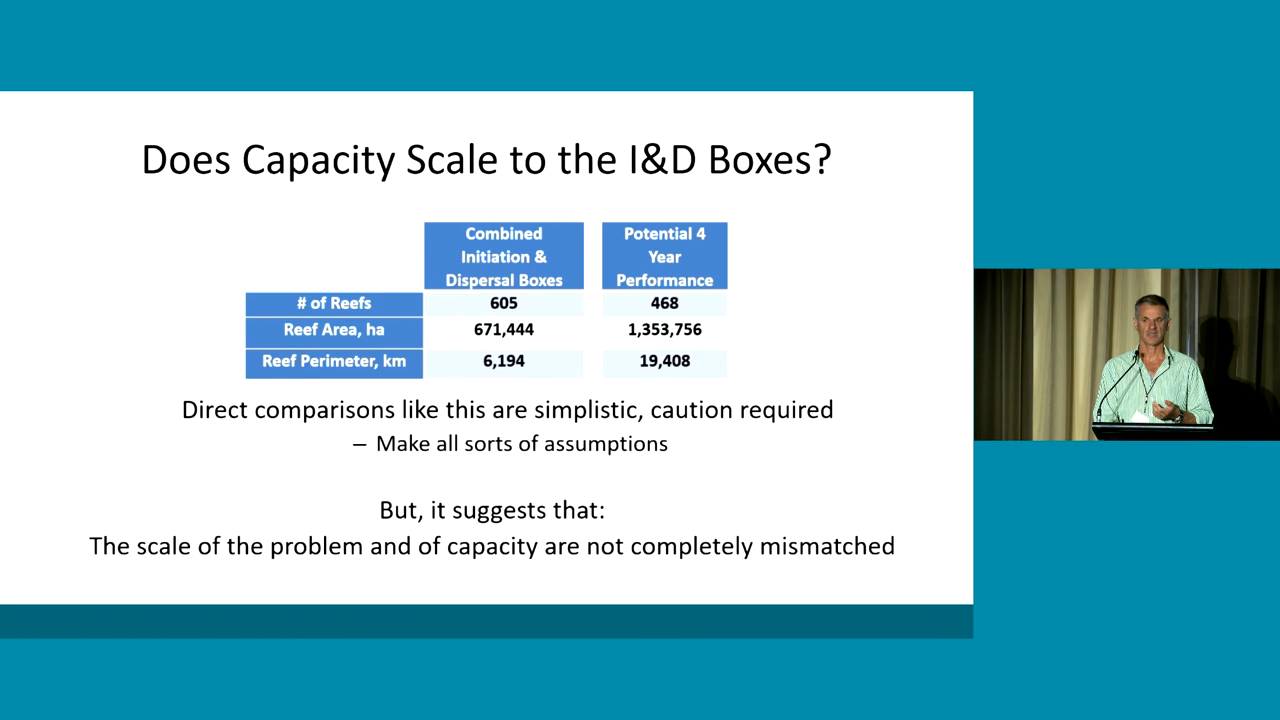 Does Capacity Scale to the I&D Boxes?
Combined
Initiation &
Dispersal Boxes
Potential 4
Year
Performance
# of Reefs 605 468
Reef Area, ha 671,444 1,353,756
Reef Perimeter, km 6,194 19,408
Direct comparisons like this are simplistic, caution required
– Make all sorts of assumptions
But, it suggests that:
The scale of the problem and of capacity are not completely mismatched